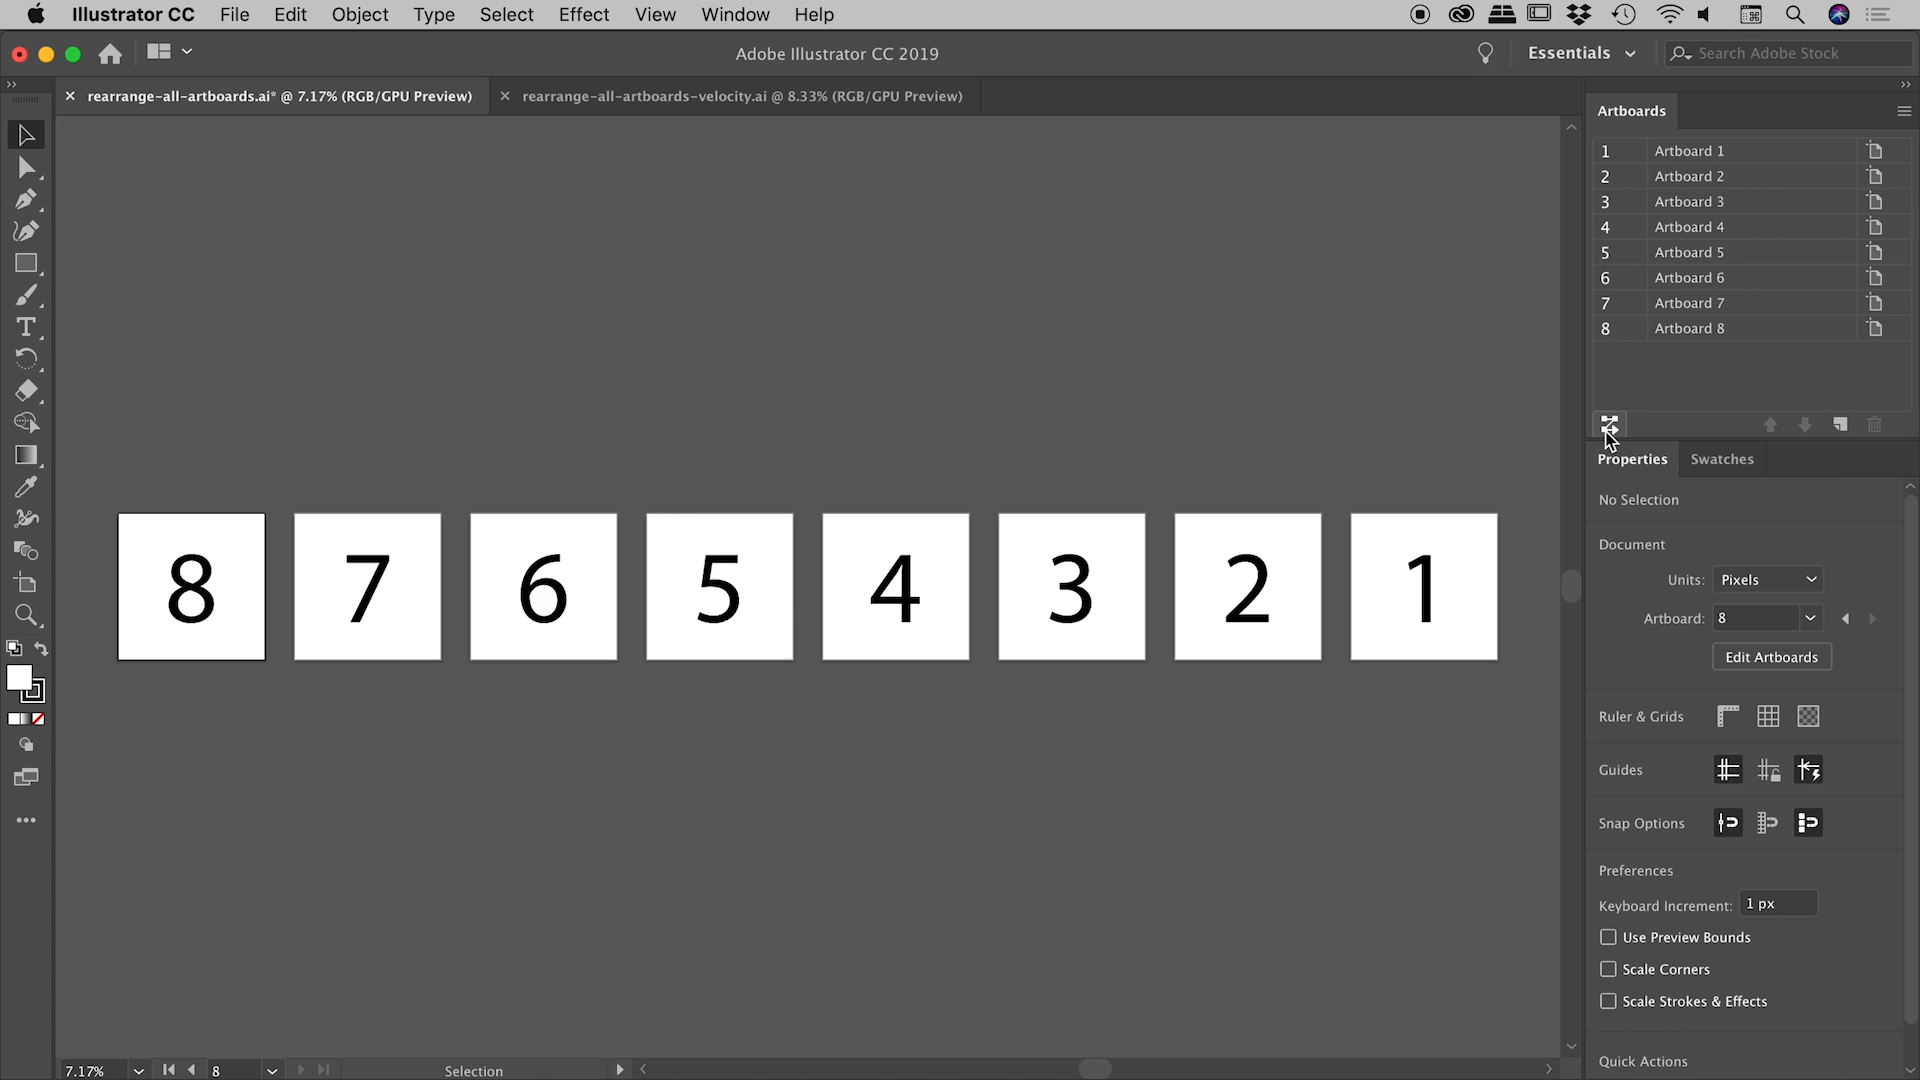 Illustrator CC File Edit Object Type Select Effect View Window Help
Adobe Illustrator CC 2019
Essentials
Search Adobe Stock
rearrange-all-artboards.ai* @ 7.17% (RGB/GPU Preview)
rearrange-all-artboards-velocity.ai @ 8.33% (RGB/GPU Preview)
Artboards
1 Artboard 1
2 Artboard 2
3 Artboard 3
4 Artboard 4
5 Artboard 5
6 Artboard 6
7 Artboard 7
8 Artboard 8
8 7 6 5 4 3 2 1
Properties Swatches
No Selection
Document
Units: Pixels
Artboard: 8
Edit Artboards
Ruler & Grids
Guides
Snap Options
Preferences
Keyboard Increment: 1 px
Use Preview Bounds
Scale Corners
Scale Strokes & Effects
Quick Actions
7.17% 8 Selection